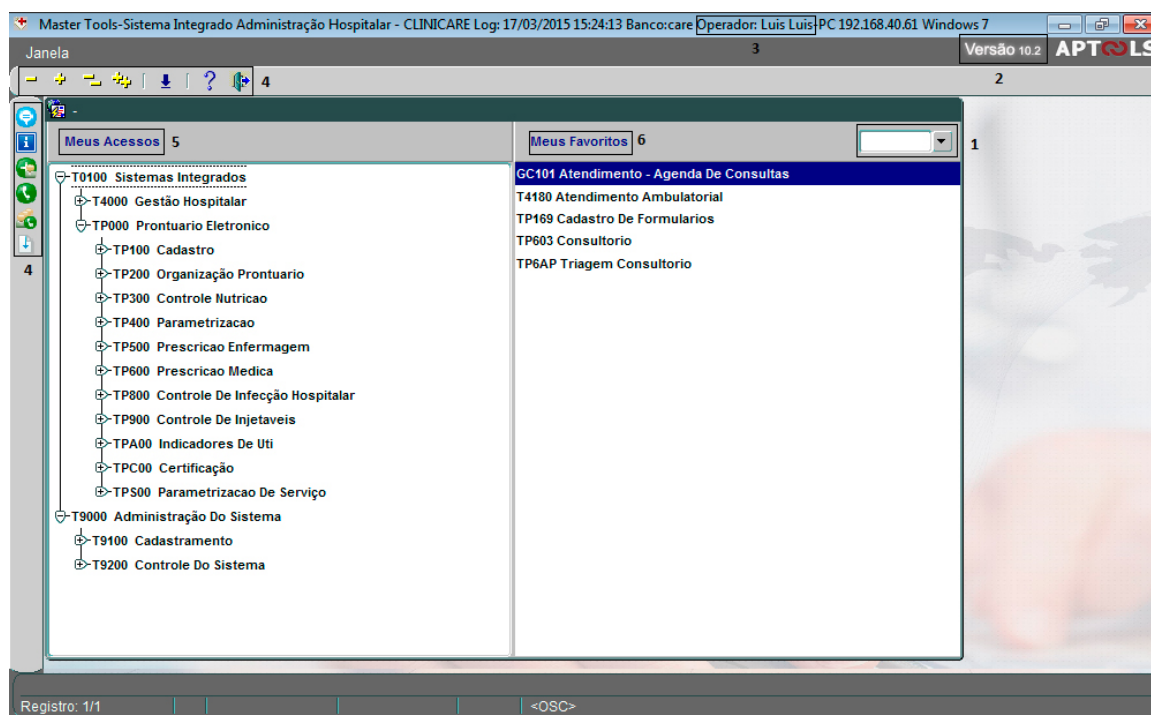 Master Tools-Sistema Integrado Administração Hospitalar - CLINICARE Log: 17/03/2015 15:24:13 Banco:care Operador: Luis Luis-PC 192.168.40.61 Windows 7
Janela
3
Versão 10.2
APTOOLS
4
2
-
Meus Acessos
5
Meus Favoritos
6
1
T0100 Sistemas Integrados
T4000 Gestão Hospitalar
TP000 Prontuario Eletronico
TP100 Cadastro
TP200 Organização Prontuario
TP300 Controle Nutricao
TP400 Parametrizacao
TP500 Prescricao Enfermagem
TP600 Prescricao Medica
TP800 Controle De Infecção Hospitalar
TP900 Controle De Injetaveis
TPA00 Indicadores De Uti
TPC00 Certificação
TPS00 Parametrizacao De Serviço
T9000 Administração Do Sistema
T9100 Cadastramento
T9200 Controle Do Sistema
GC101 Atendimento - Agenda De Consultas
T4180 Atendimento Ambulatorial
TP169 Cadastro De Formularios
TP603 Consultorio
TP6AP Triagem Consultorio
4
Registro: 1/1
<OSC>